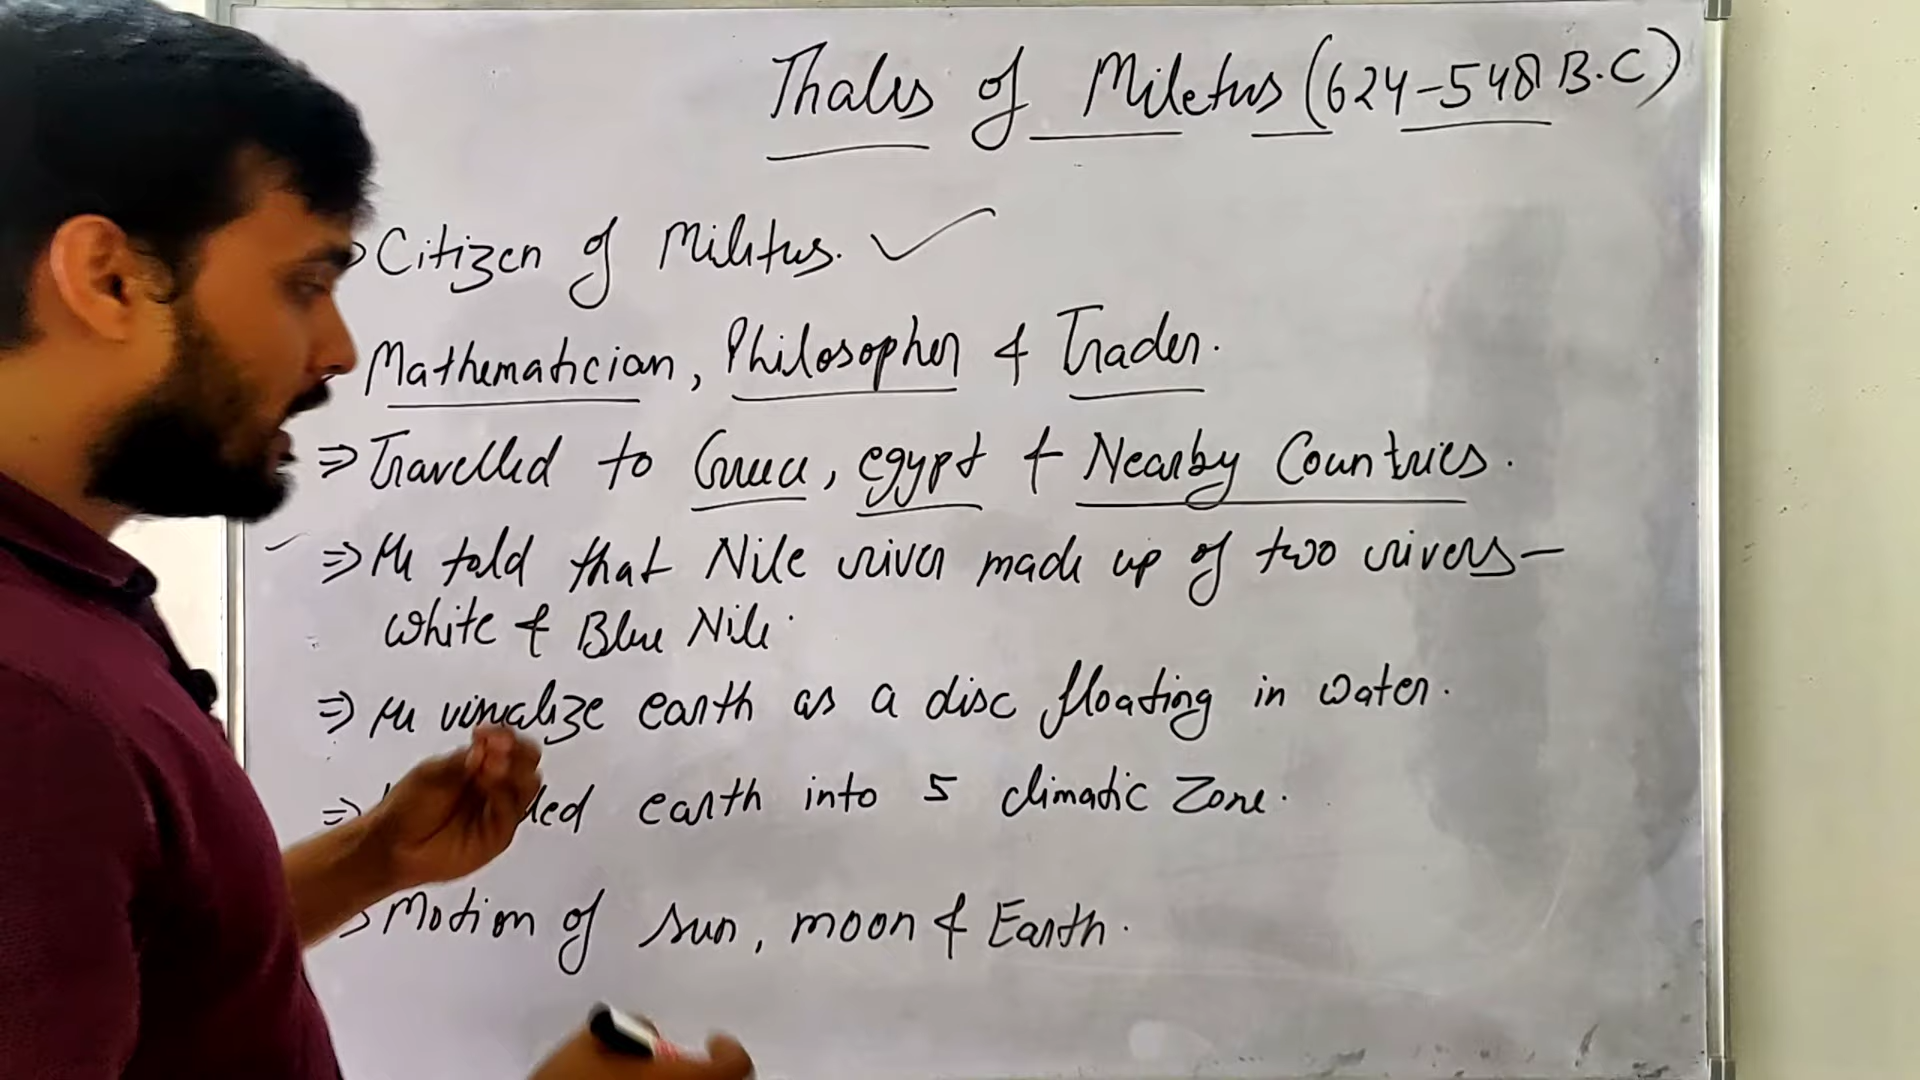 Thales of Miletus (624-548 B.C)
⇒ Citizen of Miletus. ✓
Mathematician, Philosopher & Trader.
⇒ Travelled to Greece, egypt & Nearby Countries.
⇒ He told that Nile river made up of two rivers –
white & Blue Nile.
⇒ He visualize earth as a disc floating in water.
⇒ earth into 5 climatic Zone.
⇒ Motion of sun, moon & Earth.